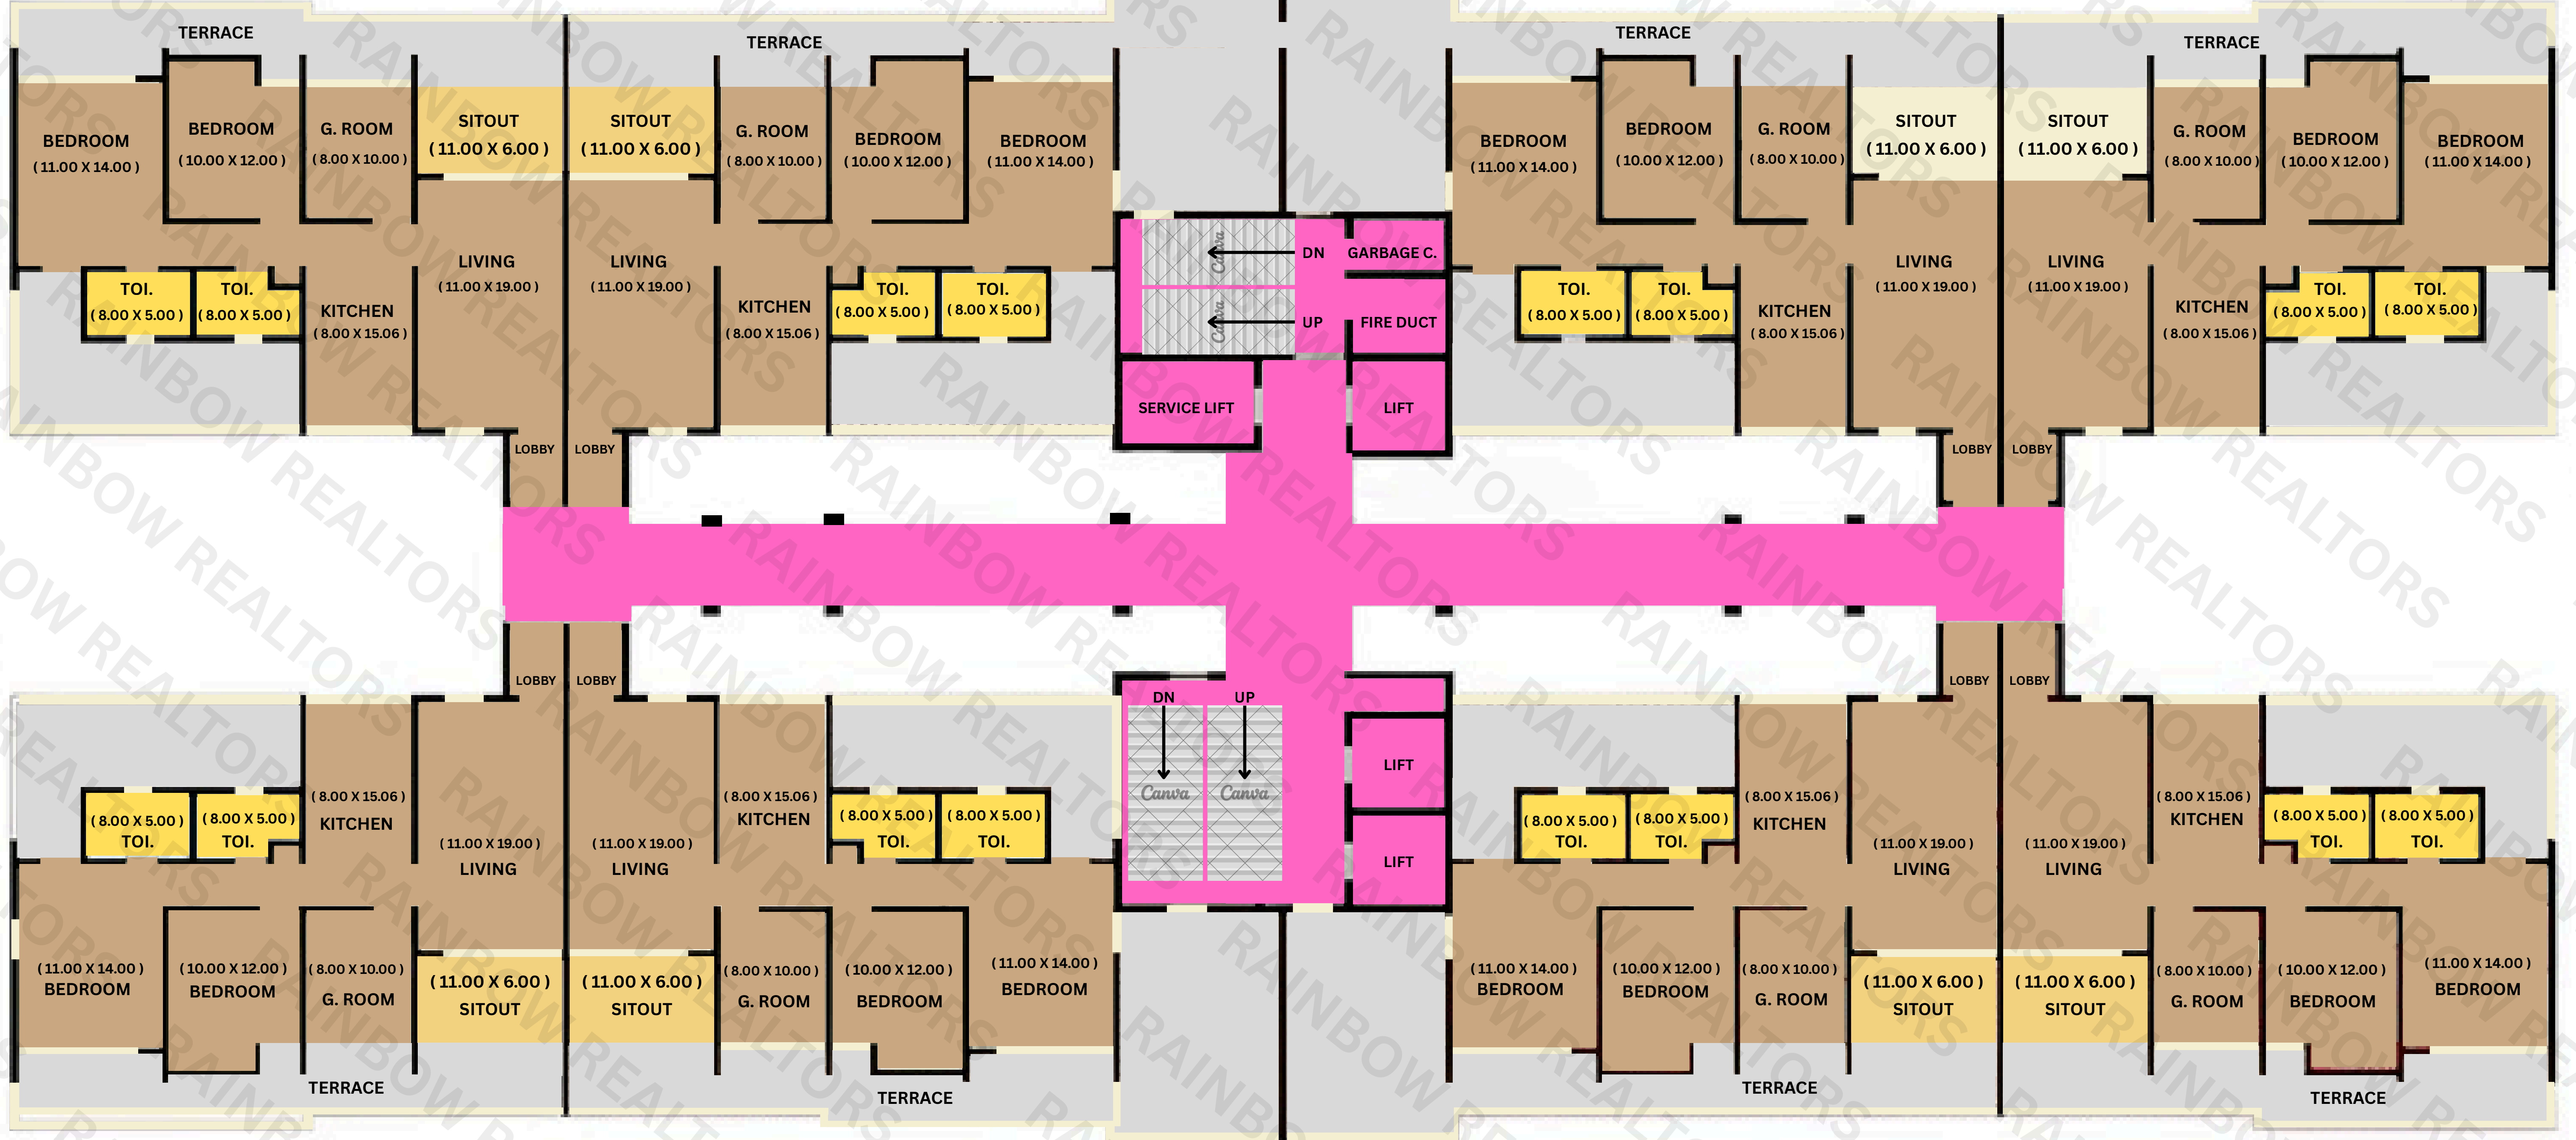 TERRACE
TERRACE
TERRACE
TERRACE
BEDROOM
( 11.00 X 14.00 )
BEDROOM
( 10.00 X 12.00 )
G. ROOM
( 8.00 X 10.00 )
SITOUT
( 11.00 X 6.00 )
SITOUT
( 11.00 X 6.00 )
G. ROOM
( 8.00 X 10.00 )
BEDROOM
( 10.00 X 12.00 )
BEDROOM
( 11.00 X 14.00 )
BEDROOM
( 11.00 X 14.00 )
BEDROOM
( 10.00 X 12.00 )
G. ROOM
( 8.00 X 10.00 )
SITOUT
( 11.00 X 6.00 )
SITOUT
( 11.00 X 6.00 )
G. ROOM
( 8.00 X 10.00 )
BEDROOM
( 10.00 X 12.00 )
BEDROOM
( 11.00 X 14.00 )
TOI.
( 8.00 X 5.00 )
TOI.
( 8.00 X 5.00 )
KITCHEN
( 8.00 X 15.06 )
LIVING
( 11.00 X 19.00 )
LIVING
( 11.00 X 19.00 )
KITCHEN
( 8.00 X 15.06 )
TOI.
( 8.00 X 5.00 )
TOI.
( 8.00 X 5.00 )
DN
GARBAGE C.
UP
FIRE DUCT
SERVICE LIFT
LIFT
Canva
Canva
TOI.
( 8.00 X 5.00 )
TOI.
( 8.00 X 5.00 )
KITCHEN
( 8.00 X 15.06 )
LIVING
( 11.00 X 19.00 )
LIVING
( 11.00 X 19.00 )
KITCHEN
( 8.00 X 15.06 )
TOI.
( 8.00 X 5.00 )
TOI.
( 8.00 X 5.00 )
LOBBY
LOBBY
LOBBY
LOBBY
LOBBY
LOBBY
LOBBY
LOBBY
( 8.00 X 5.00 )
TOI.
( 8.00 X 5.00 )
TOI.
( 8.00 X 15.06 )
KITCHEN
( 11.00 X 19.00 )
LIVING
( 11.00 X 19.00 )
LIVING
( 8.00 X 15.06 )
KITCHEN
( 8.00 X 5.00 )
TOI.
( 8.00 X 5.00 )
TOI.
DN
UP
Canva
Canva
LIFT
LIFT
( 8.00 X 5.00 )
TOI.
( 8.00 X 5.00 )
TOI.
( 8.00 X 15.06 )
KITCHEN
( 11.00 X 19.00 )
LIVING
( 11.00 X 19.00 )
LIVING
( 8.00 X 15.06 )
KITCHEN
( 8.00 X 5.00 )
TOI.
( 8.00 X 5.00 )
TOI.
( 11.00 X 14.00 )
BEDROOM
( 10.00 X 12.00 )
BEDROOM
( 8.00 X 10.00 )
G. ROOM
( 11.00 X 6.00 )
SITOUT
( 11.00 X 6.00 )
SITOUT
( 8.00 X 10.00 )
G. ROOM
( 10.00 X 12.00 )
BEDROOM
( 11.00 X 14.00 )
BEDROOM
( 11.00 X 14.00 )
BEDROOM
( 10.00 X 12.00 )
BEDROOM
( 8.00 X 10.00 )
G. ROOM
( 11.00 X 6.00 )
SITOUT
( 11.00 X 6.00 )
SITOUT
( 8.00 X 10.00 )
G. ROOM
( 10.00 X 12.00 )
BEDROOM
( 11.00 X 14.00 )
BEDROOM
TERRACE
TERRACE
TERRACE
TERRACE
RAINBOW REALTORS